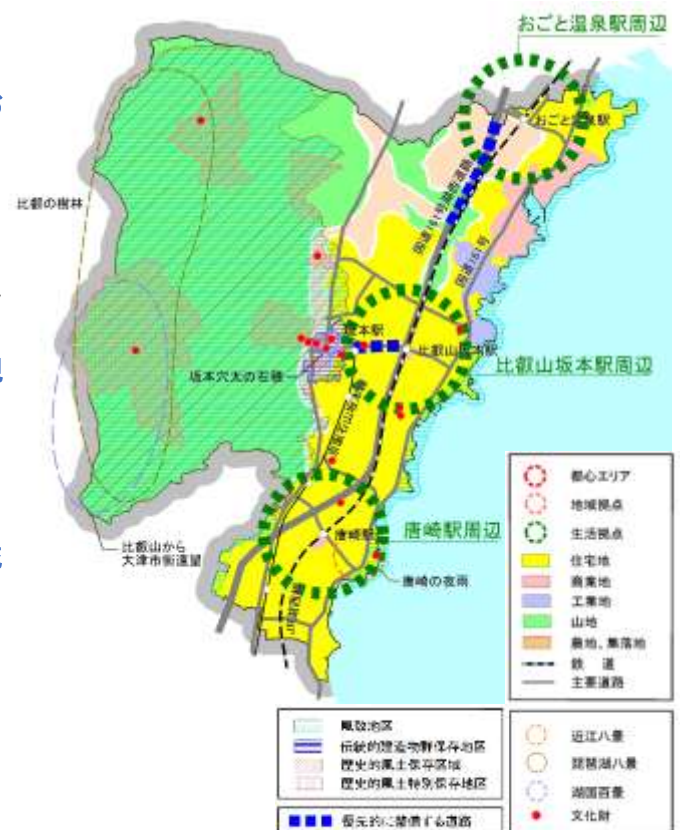 おごと温泉駅周辺
おごと温泉駅
比叡の樹林
国道161号
坂本駅
比叡山坂本駅
坂本穴太の石積
比叡山坂本駅周辺
唐崎駅
唐崎駅周辺
比叡山から
大津市街遠望
唐崎の夜雨
都心エリア
地域拠点
生活拠点
住宅地
商業地
工業地
山地
農地、集落地
鉄 道
主要道路
風致地区
伝統的建造物群保存地区
歴史的風土保存区域
歴史的風土特別保存地区
優先的に整備する道路
近江八景
琵琶湖八景
湖国百景
文化財